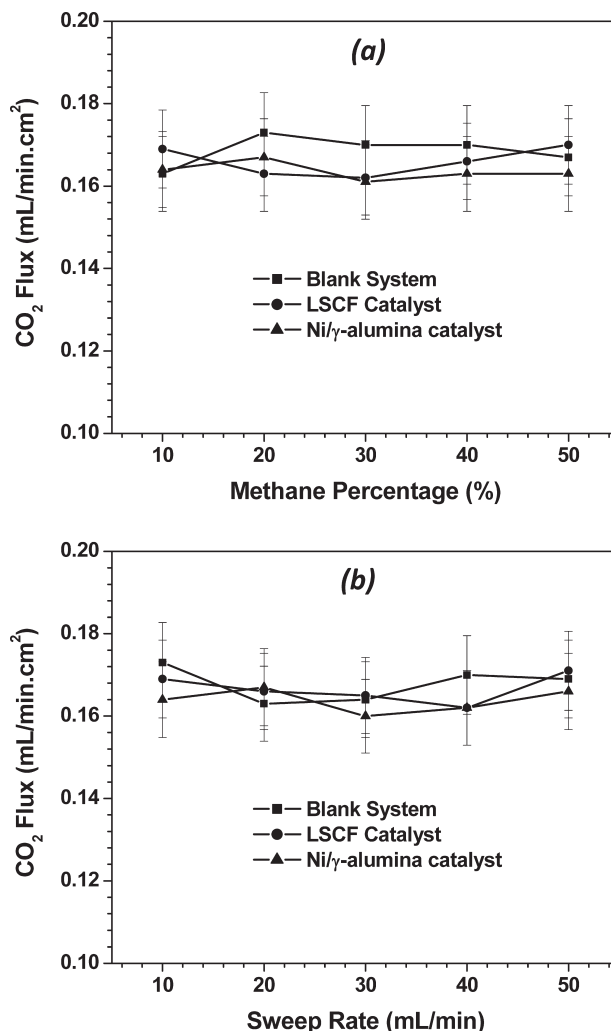 0.20
(a)
0.18
0.16
0.14
0.12
0.10
CO2 Flux (mL/min.cm²)
Blank System
LSCF Catalyst
Ni/γ-alumina catalyst
10 20 30 40 50
Methane Percentage (%)
0.20
(b)
0.18
0.16
0.14
0.12
0.10
CO2 Flux (mL/min.cm²)
Blank System
LSCF Catalyst
Ni/γ-alumina catalyst
10 20 30 40 50
Sweep Rate (mL/min)